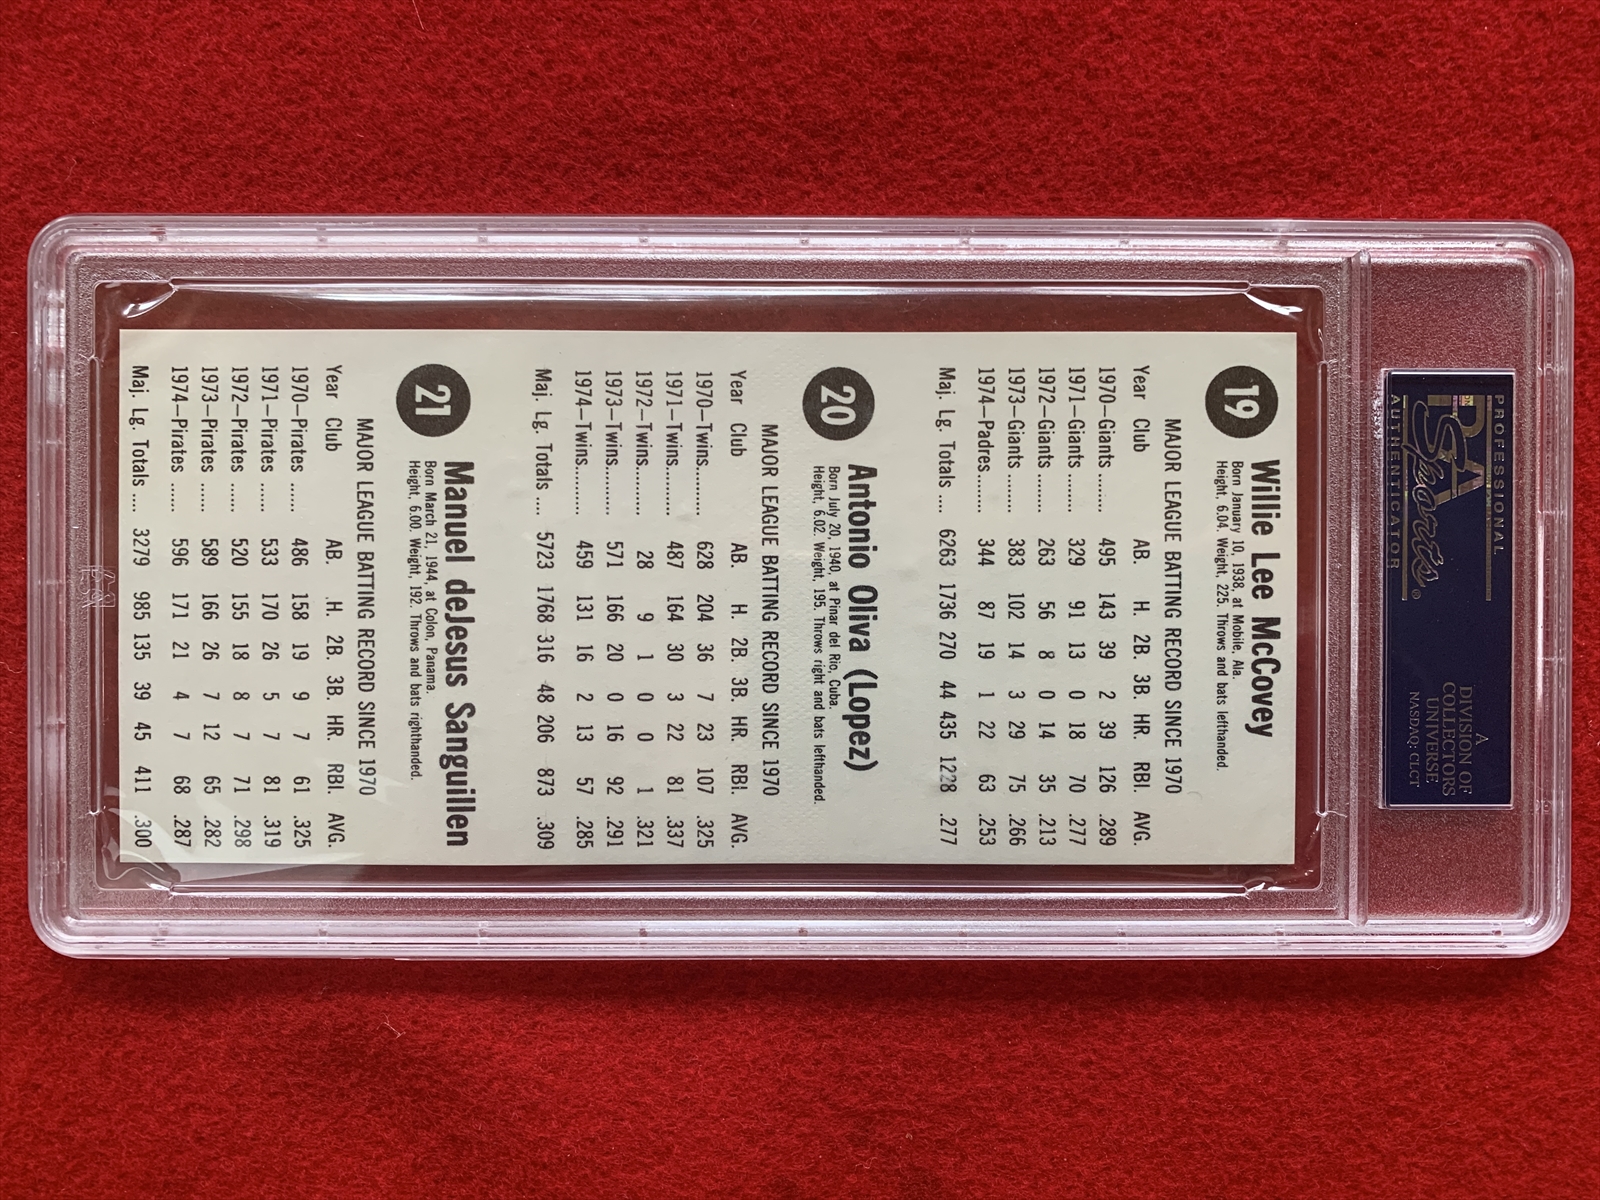 PROFESSIONAL
PSA
Sports®
AUTHENTICATOR
A
DIVISION OF
COLLECTORS
UNIVERSE
NASDAQ: CLCT
19 Willie Lee McCovey
Born January 10, 1938, at Mobile, Ala.
Height, 6.04. Weight, 225. Throws and bats lefthanded.
MAJOR LEAGUE BATTING RECORD SINCE 1970
Year Club AB. H. 2B. 3B. HR. RBI. AVG.
1970—Giants ........ 495 143 39 2 39 126 .289
1971—Giants ........ 329 91 13 0 18 70 .277
1972—Giants ........ 263 56 8 0 14 35 .213
1973—Giants ........ 383 102 14 3 29 75 .266
1974—Padres ........ 344 87 19 1 22 63 .253
Maj. Lg. Totals .... 6263 1736 270 44 435 1228 .277
20 Antonio Oliva (Lopez)
Born July 20, 1940, at Pinar del Rio, Cuba.
Height, 6.02. Weight, 195. Throws right and bats lefthanded.
MAJOR LEAGUE BATTING RECORD SINCE 1970
Year Club AB. H. 2B. 3B. HR. RBI. AVG.
1970—Twins.......... 628 204 36 7 23 107 .325
1971—Twins.......... 487 164 30 3 22 81 .337
1972—Twins.......... 28 9 1 0 0 1 .321
1973—Twins.......... 571 166 20 0 16 92 .291
1974—Twins.......... 459 131 16 2 13 57 .285
Maj. Lg. Totals .... 5723 1768 316 48 206 873 .309
21 Manuel deJesus Sanguillen
Born March 21, 1944, at Colon, Panama.
Height, 6.00. Weight, 192. Throws and bats righthanded.
MAJOR LEAGUE BATTING RECORD SINCE 1970
Year Club AB. H. 2B. 3B. HR. RBI. AVG.
1970—Pirates ...... 486 158 19 9 7 61 .325
1971—Pirates ...... 533 170 26 5 7 81 .319
1972—Pirates ...... 520 155 18 8 7 71 .298
1973—Pirates ...... 589 166 26 7 12 65 .282
1974—Pirates ...... 596 171 21 4 7 68 .287
Maj. Lg. Totals .... 3279 985 135 39 45 411 .300